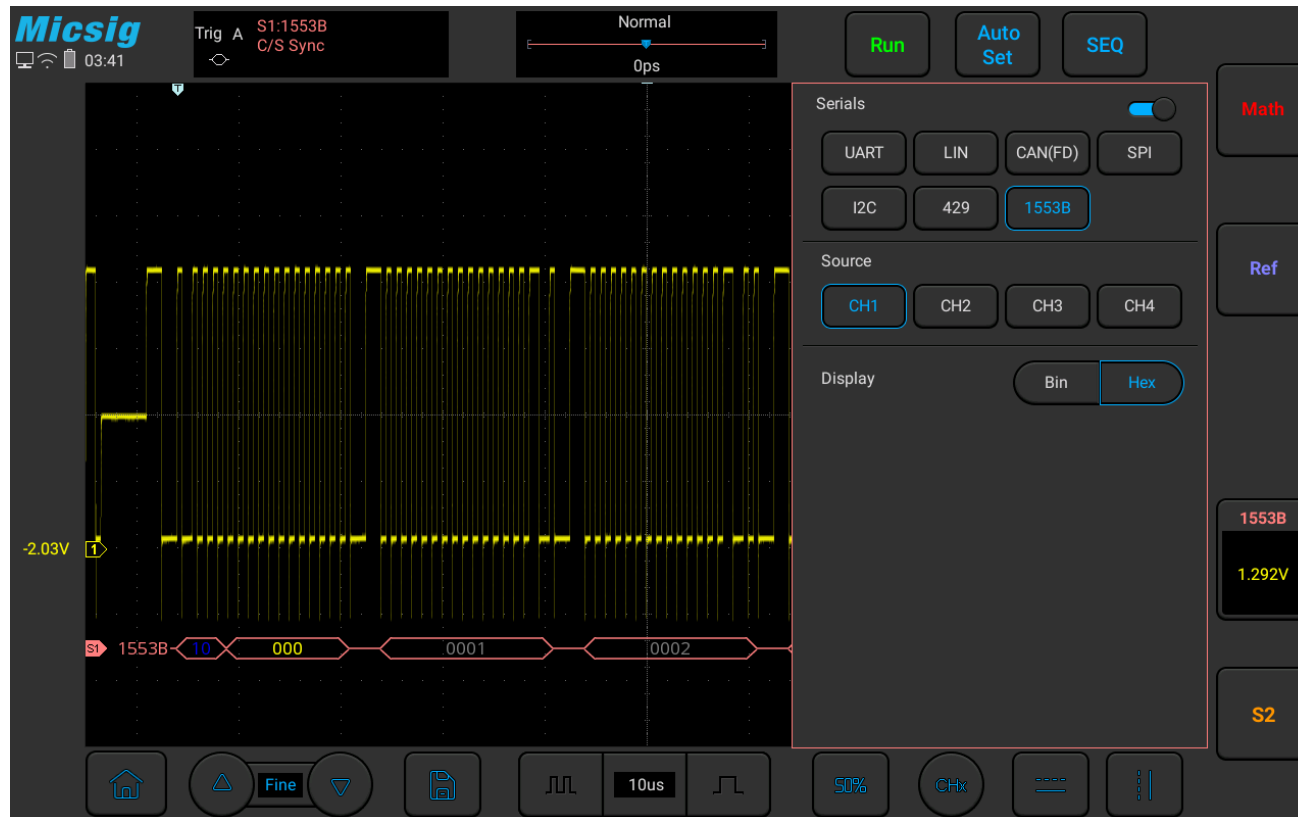 Micsig
03:41
Trig A S1:1553B
C/S Sync
Normal
0ps
Run
Auto
Set
SEQ
T
Serials
UART LIN CAN(FD) SPI
I2C 429 1553B
Source
CH1 CH2 CH3 CH4
Display Bin Hex
Math
Ref
1553B
1.292V
S2
-2.03V 1
S1 1553B 10 000 0001 0002
Fine
10us
50%
CHx